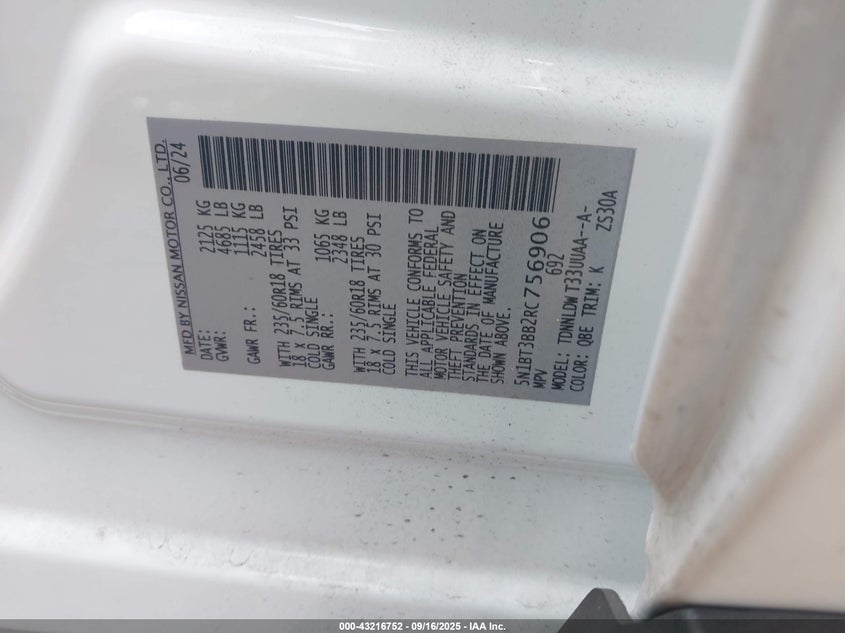 MFD BY NISSAN MOTOR CO., LTD.
DATE: 06/24
GVWR: 2125 KG
4685 LB
GAWR FR.: 1115 KG
2458 LB
WITH 235/60R18 TIRES
18 X 7.5 RIMS AT 33 PSI
COLD SINGLE
GAWR RR.: 1065 KG
2348 LB
WITH 235/60R18 TIRES
18 X 7.5 RIMS AT 30 PSI
COLD SINGLE
THIS VEHICLE CONFORMS TO
ALL APPLICABLE FEDERAL
MOTOR VEHICLE SAFETY AND
THEFT PREVENTION
STANDARDS IN EFFECT ON
THE DATE OF MANUFACTURE
SHOWN ABOVE.
5N1BT3BB2RC756906
MPV 692
MODEL: TDNNLDW T33UUAA--A-
COLOR: QBE TRIM: K ZS30A
000-43216752 - 09/16/2025 - IAA Inc.